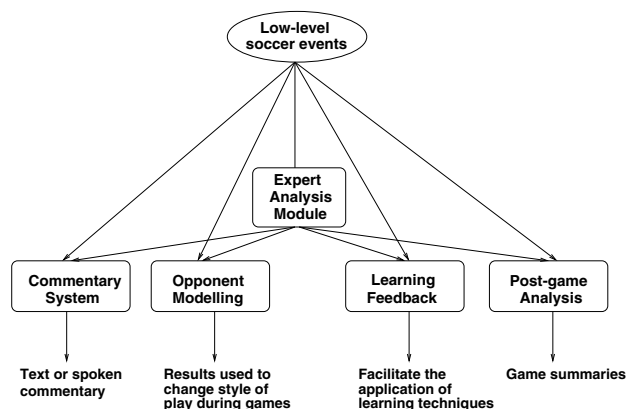 Low-level
soccer events
Expert
Analysis
Module
Commentary
System
Opponent
Modelling
Learning
Feedback
Post-game
Analysis
Text or spoken
commentary
Results used to
change style of
play during games
Facilitate the
application of
learning techniques
Game summaries